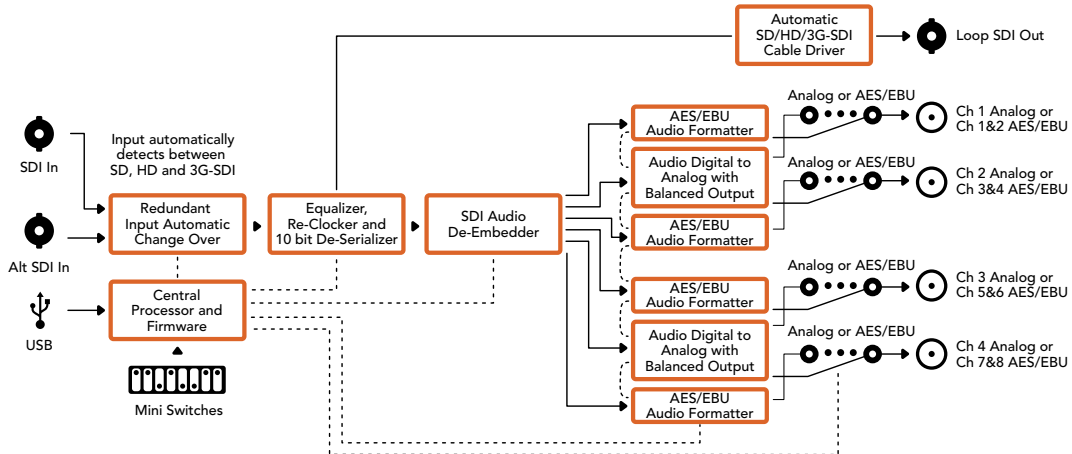 Automatic
SD/HD/3G-SDI
Cable Driver
Loop SDI Out
SDI In
Input automatically
detects between
SD, HD and 3G-SDI
Alt SDI In
Redundant
Input Automatic
Change Over
Equalizer,
Re-Clocker and
10 bit De-Serializer
SDI Audio
De-Embedder
USB
Central
Processor and
Firmware
Mini Switches
AES/EBU
Audio Formatter
Audio Digital to
Analog with
Balanced Output
AES/EBU
Audio Formatter
AES/EBU
Audio Formatter
Audio Digital to
Analog with
Balanced Output
AES/EBU
Audio Formatter
Analog or AES/EBU
Ch 1 Analog or
Ch 1&2 AES/EBU
Analog or AES/EBU
Ch 2 Analog or
Ch 3&4 AES/EBU
Analog or AES/EBU
Ch 3 Analog or
Ch 5&6 AES/EBU
Analog or AES/EBU
Ch 4 Analog or
Ch 7&8 AES/EBU